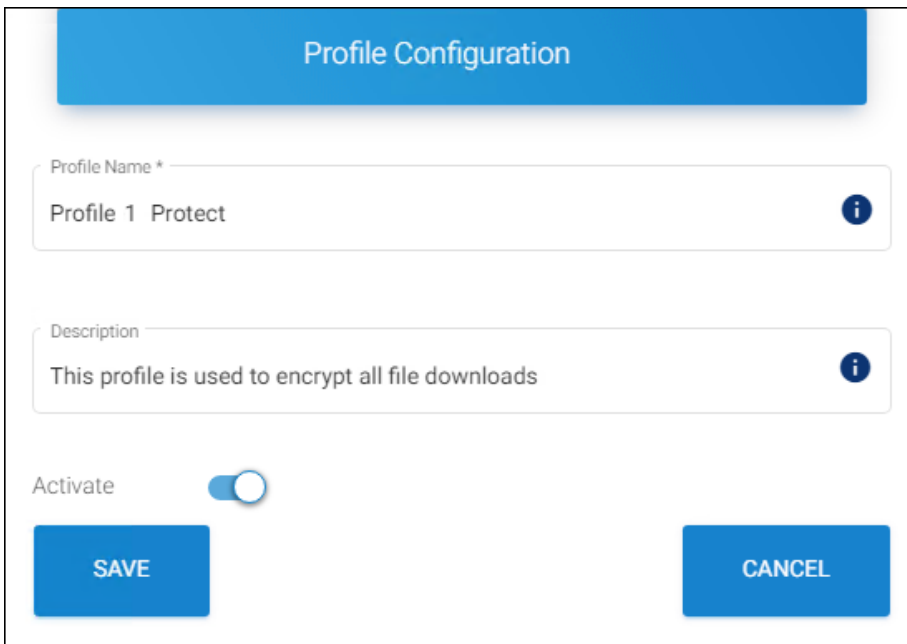 Profile Configuration
Profile Name *
Profile 1 Protect
Description
This profile is used to encrypt all file downloads
Activate
SAVE
CANCEL